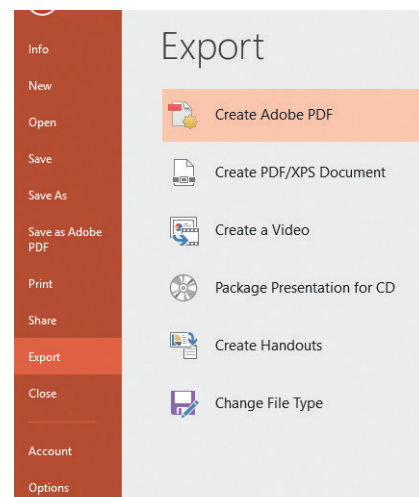 Info
New
Open
Save
Save As
Save as Adobe
PDF
Print
Share
Export
Close
Account
Options
Export
Create Adobe PDF
Create PDF/XPS Document
Create a Video
Package Presentation for CD
Create Handouts
Change File Type